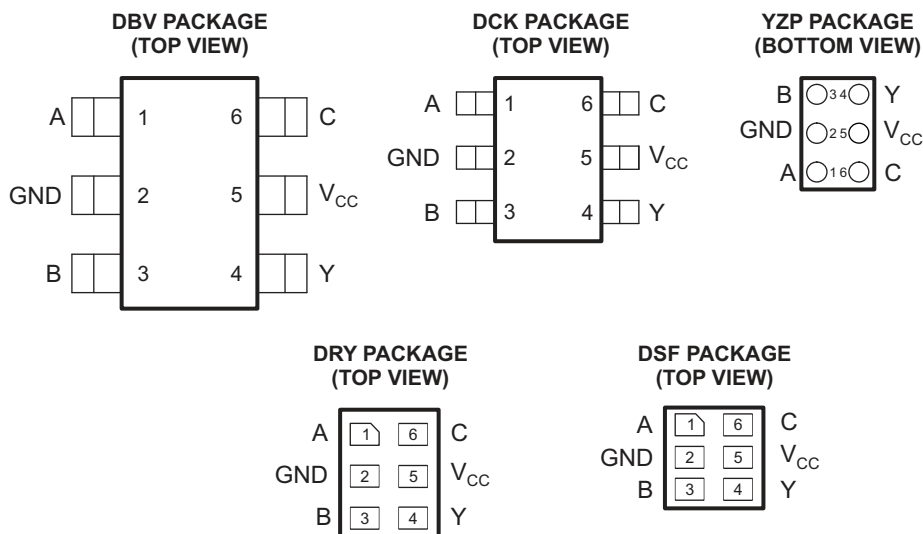 DBV PACKAGE
(TOP VIEW)
A 1 6 C
GND 2 5 VCC
B 3 4 Y
DCK PACKAGE
(TOP VIEW)
A 1 6 C
GND 2 5 VCC
B 3 4 Y
YZP PACKAGE
(BOTTOM VIEW)
B 3 4 Y
GND 2 5 VCC
A 1 6 C
DRY PACKAGE
(TOP VIEW)
A 1 6 C
GND 2 5 VCC
B 3 4 Y
DSF PACKAGE
(TOP VIEW)
A 1 6 C
GND 2 5 VCC
B 3 4 Y